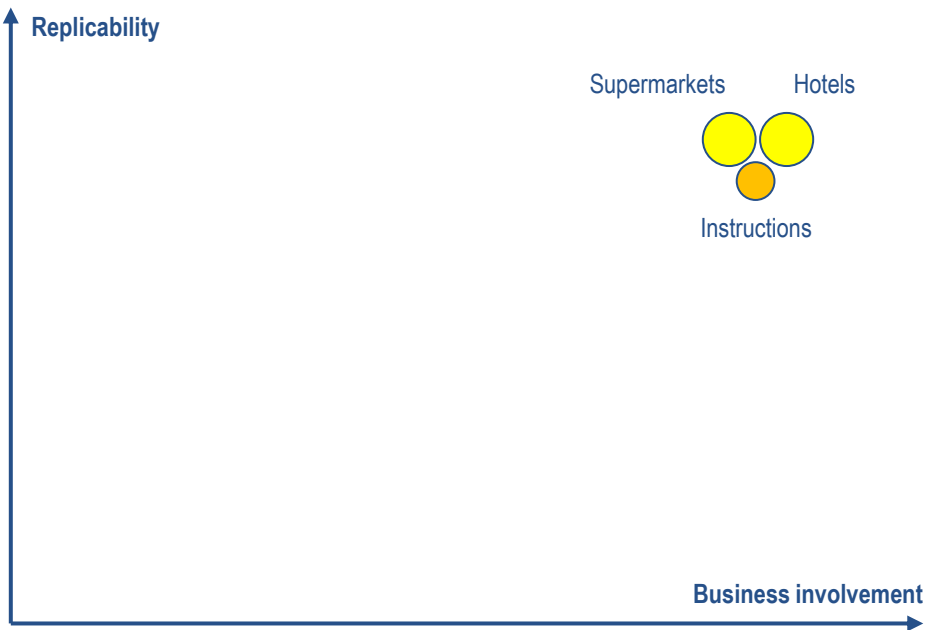 Replicability
Supermarkets
Hotels
Instructions
Business involvement